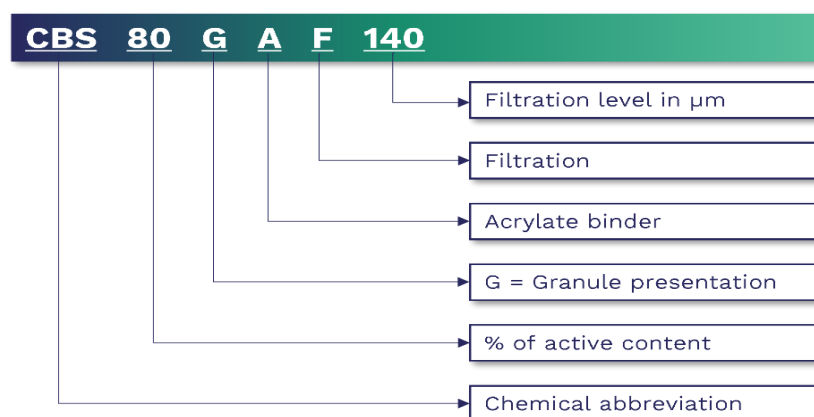 CBS 80 G A F 140
Filtration level in µm
Filtration
Acrylate binder
G = Granule presentation
% of active content
Chemical abbreviation